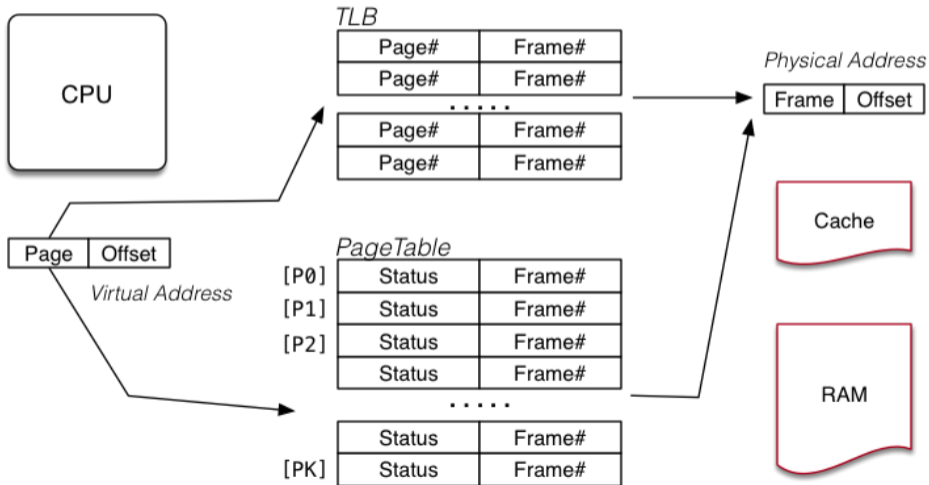 TLB
Page# Frame#
Page# Frame#
.....
Page# Frame#
Page# Frame#
CPU
Physical Address
Frame Offset
Page Offset
Virtual Address
PageTable
[P0] Status Frame#
[P1] Status Frame#
[P2] Status Frame#
Status Frame#
.....
Status Frame#
[PK] Status Frame#
Cache
RAM